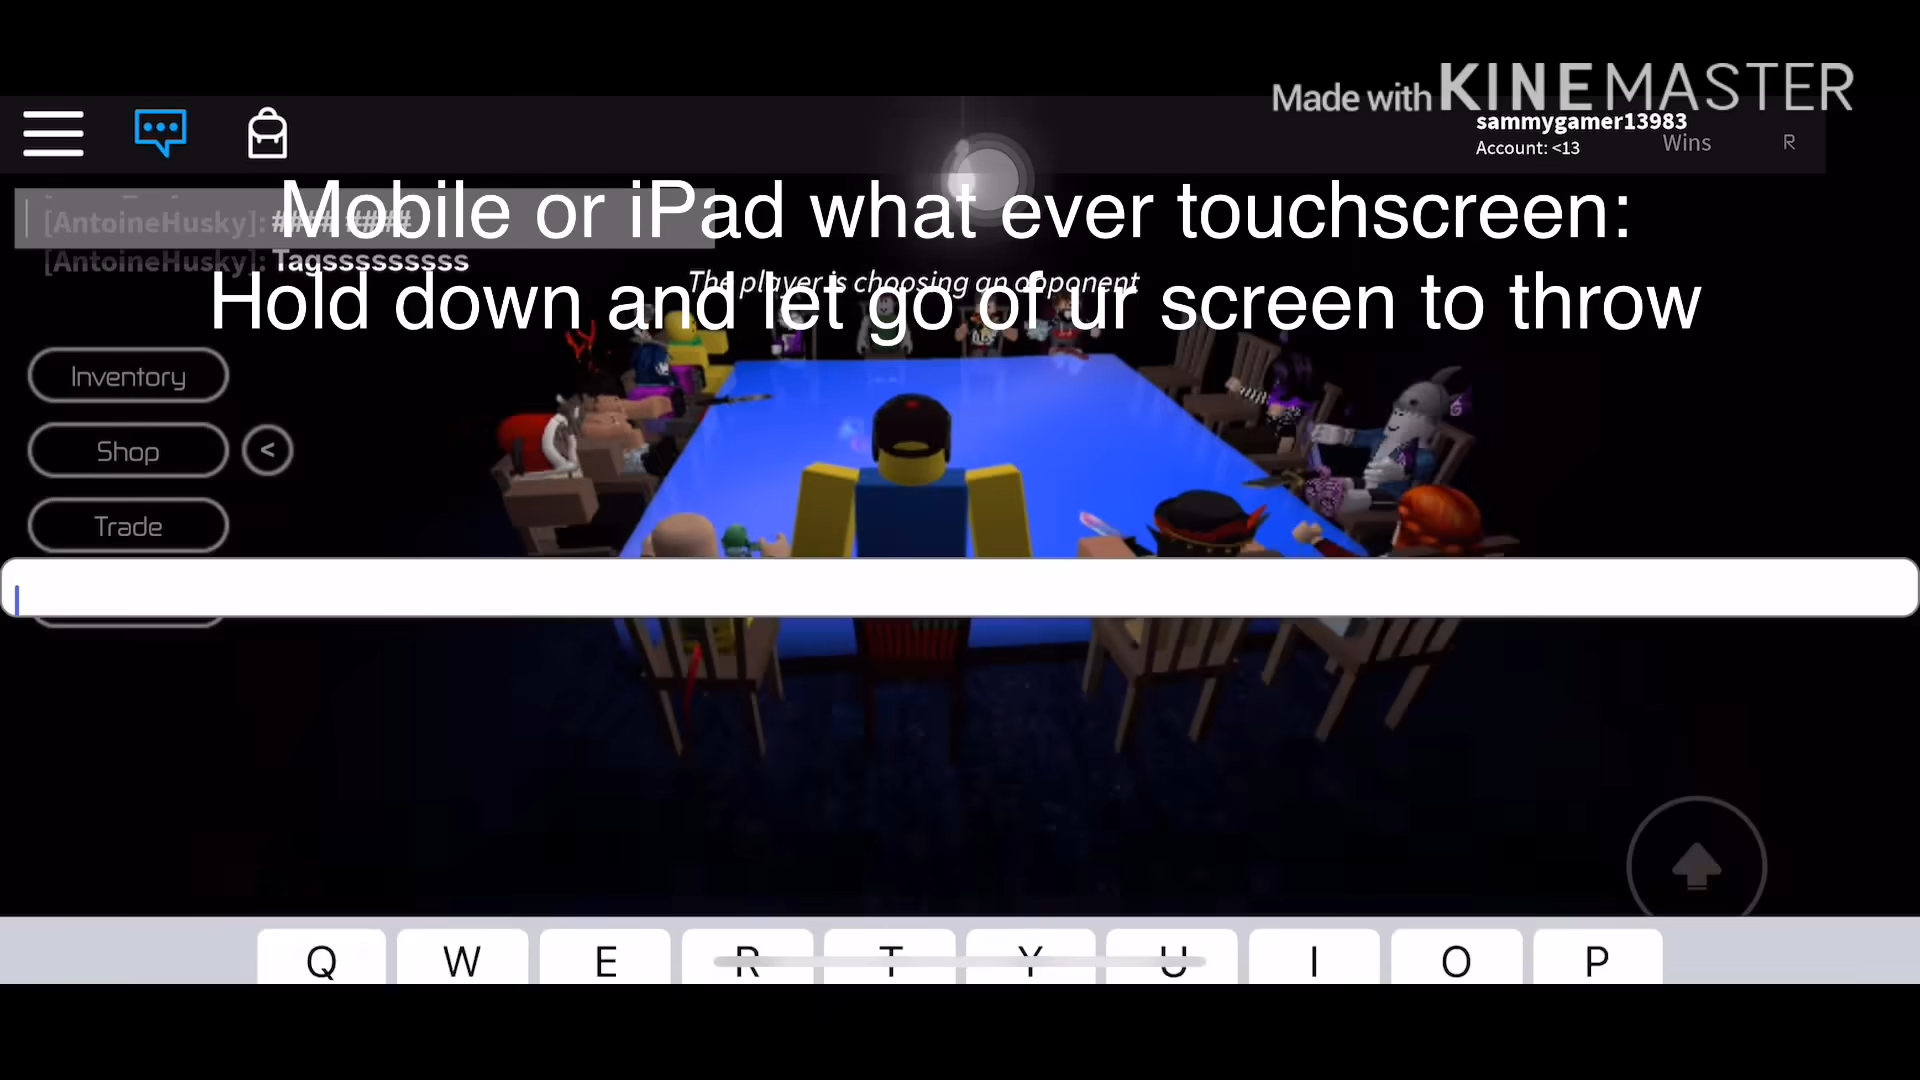 Made with KINEMASTER
sammygamer13983
Account: <13
Wins
R
Mobile or iPad what ever touchscreen:
[AntoineHusky]: #### ####
[AntoineHusky]: Tagssssssssss
The player is choosing an opponent
Hold down and let go of ur screen to throw
Inventory
Shop
<
Trade
Q W E R T Y U I O P